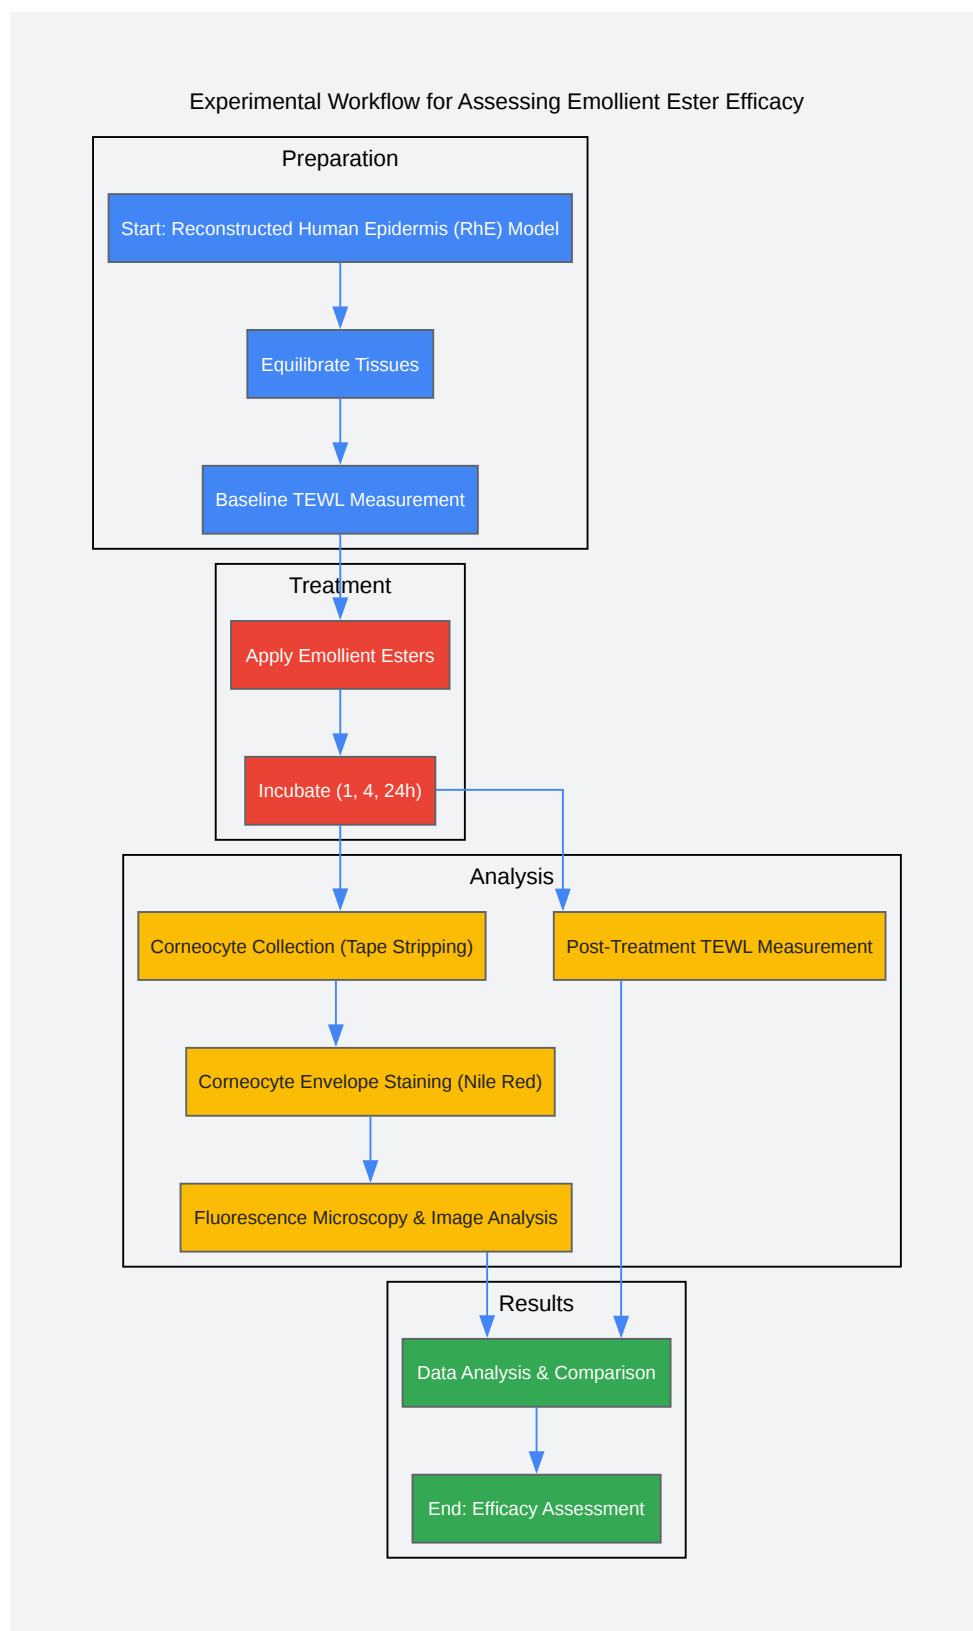 Experimental Workflow for Assessing Emollient Ester Efficacy
Preparation
Start: Reconstructed Human Epidermis (RhE) Model
Equilibrate Tissues
Baseline TEWL Measurement
Treatment
Apply Emollient Esters
Incubate (1, 4, 24h)
Analysis
Corneocyte Collection (Tape Stripping)
Post-Treatment TEWL Measurement
Corneocyte Envelope Staining (Nile Red)
Fluorescence Microscopy & Image Analysis
Results
Data Analysis & Comparison
End: Efficacy Assessment